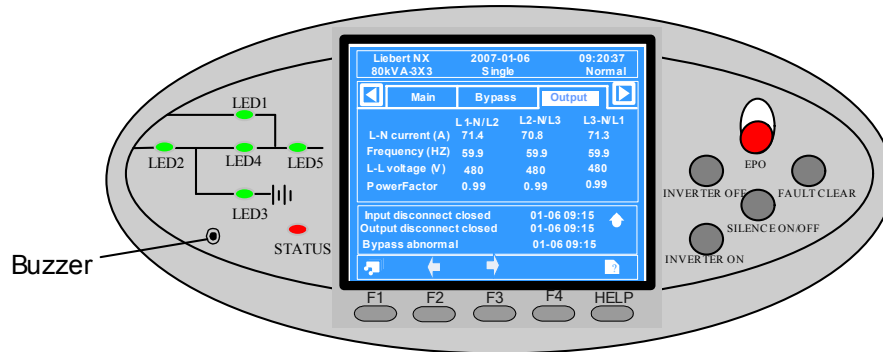 Liebert NX 2007-01-06 09:20:37
80kVA-3X3 Single Normal
Main Bypass Output
L1-N/L2 L2-N/L3 L3-N/L1
L-N current (A) 71.4 70.8 71.3
Frequency (HZ) 59.9 59.9 59.9
L-L voltage (V) 480 480 480
PowerFactor 0.99 0.99 0.99
Input disconnect closed 01-06 09:15
Output disconnect closed 01-06 09:15
Bypass abnormal 01-06 09:15
?
F1 F2 F3 F4 HELP
LED1
LED2 LED4 LED5
LED3
STATUS
Buzzer
EPO
INVERTER OFF FAULT CLEAR
SILENCE ON/OFF
INVERTER ON